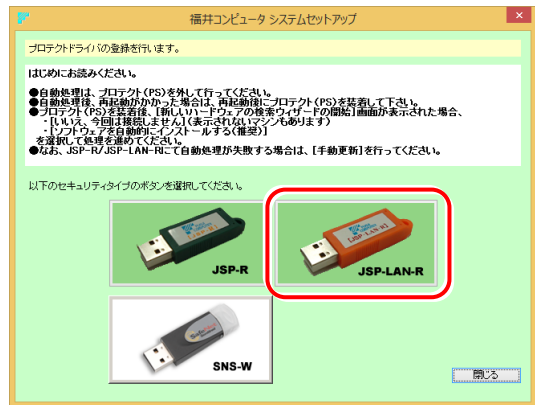 福井コンピュータ システムセットアップ
プロテクトドライバの登録を行います。
はじめにお読みください。
●自動処理は、プロテクト(PS)を外して行ってください。
●自動処理後、再起動がかかった場合は、再起動後にプロテクト(PS)を装着して下さい。
●プロテクト(PS)を装着後、[新しいハードウェアの検索ウィザードの開始]画面が表示された場合、
・[いいえ、今回は接続しません](表示されないマシンもあります)
・[ソフトウェアを自動的にインストールする(推奨)]
を選択して処理を進めてください。
●なお、JSP-R/JSP-LAN-Rにて自動処理が失敗する場合は、[手動更新]を行ってください。
以下のセキュリティタイプのボタンを選択してください。
[JSP-R]
JSP-R
[JSP-LAN-R]
JSP-LAN-R
SNS-W
閉じる